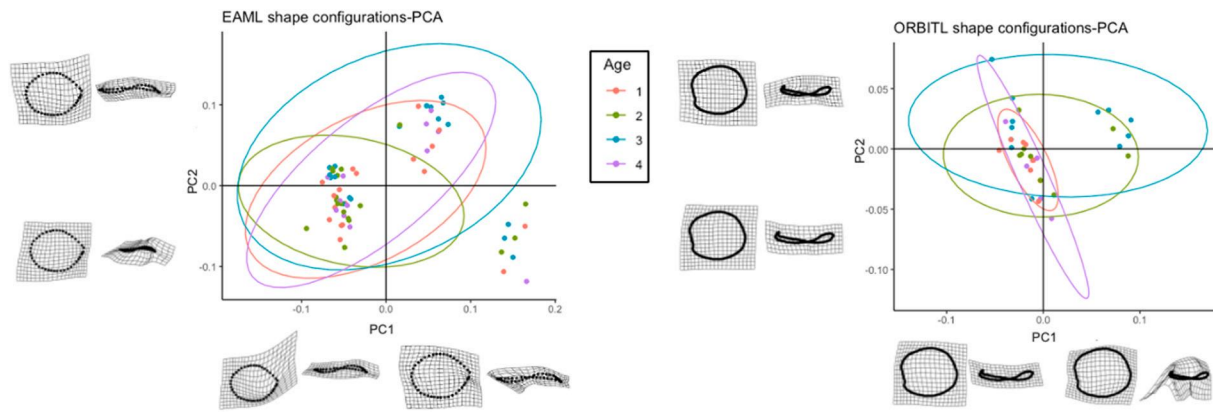 EAML shape configurations-PCA
0.1
0.0
-0.1
PC2
-0.1
0.0
0.1
0.2
PC1
Age
1
2
3
4
ORBITL shape configurations-PCA
0.05
0.00
-0.05
-0.10
PC2
0.0
0.1
PC1